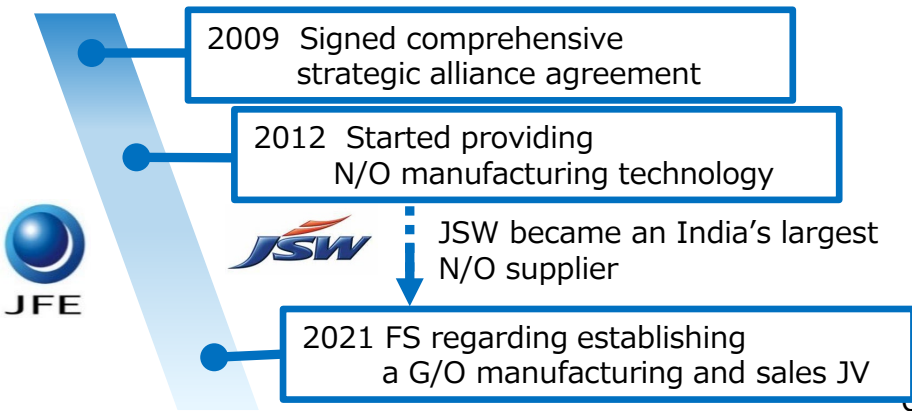 2009 Signed comprehensive
strategic alliance agreement
2012 Started providing
N/O manufacturing technology
JFE
JSW
JSW became an India’s largest
N/O supplier
2021 FS regarding establishing
a G/O manufacturing and sales JV